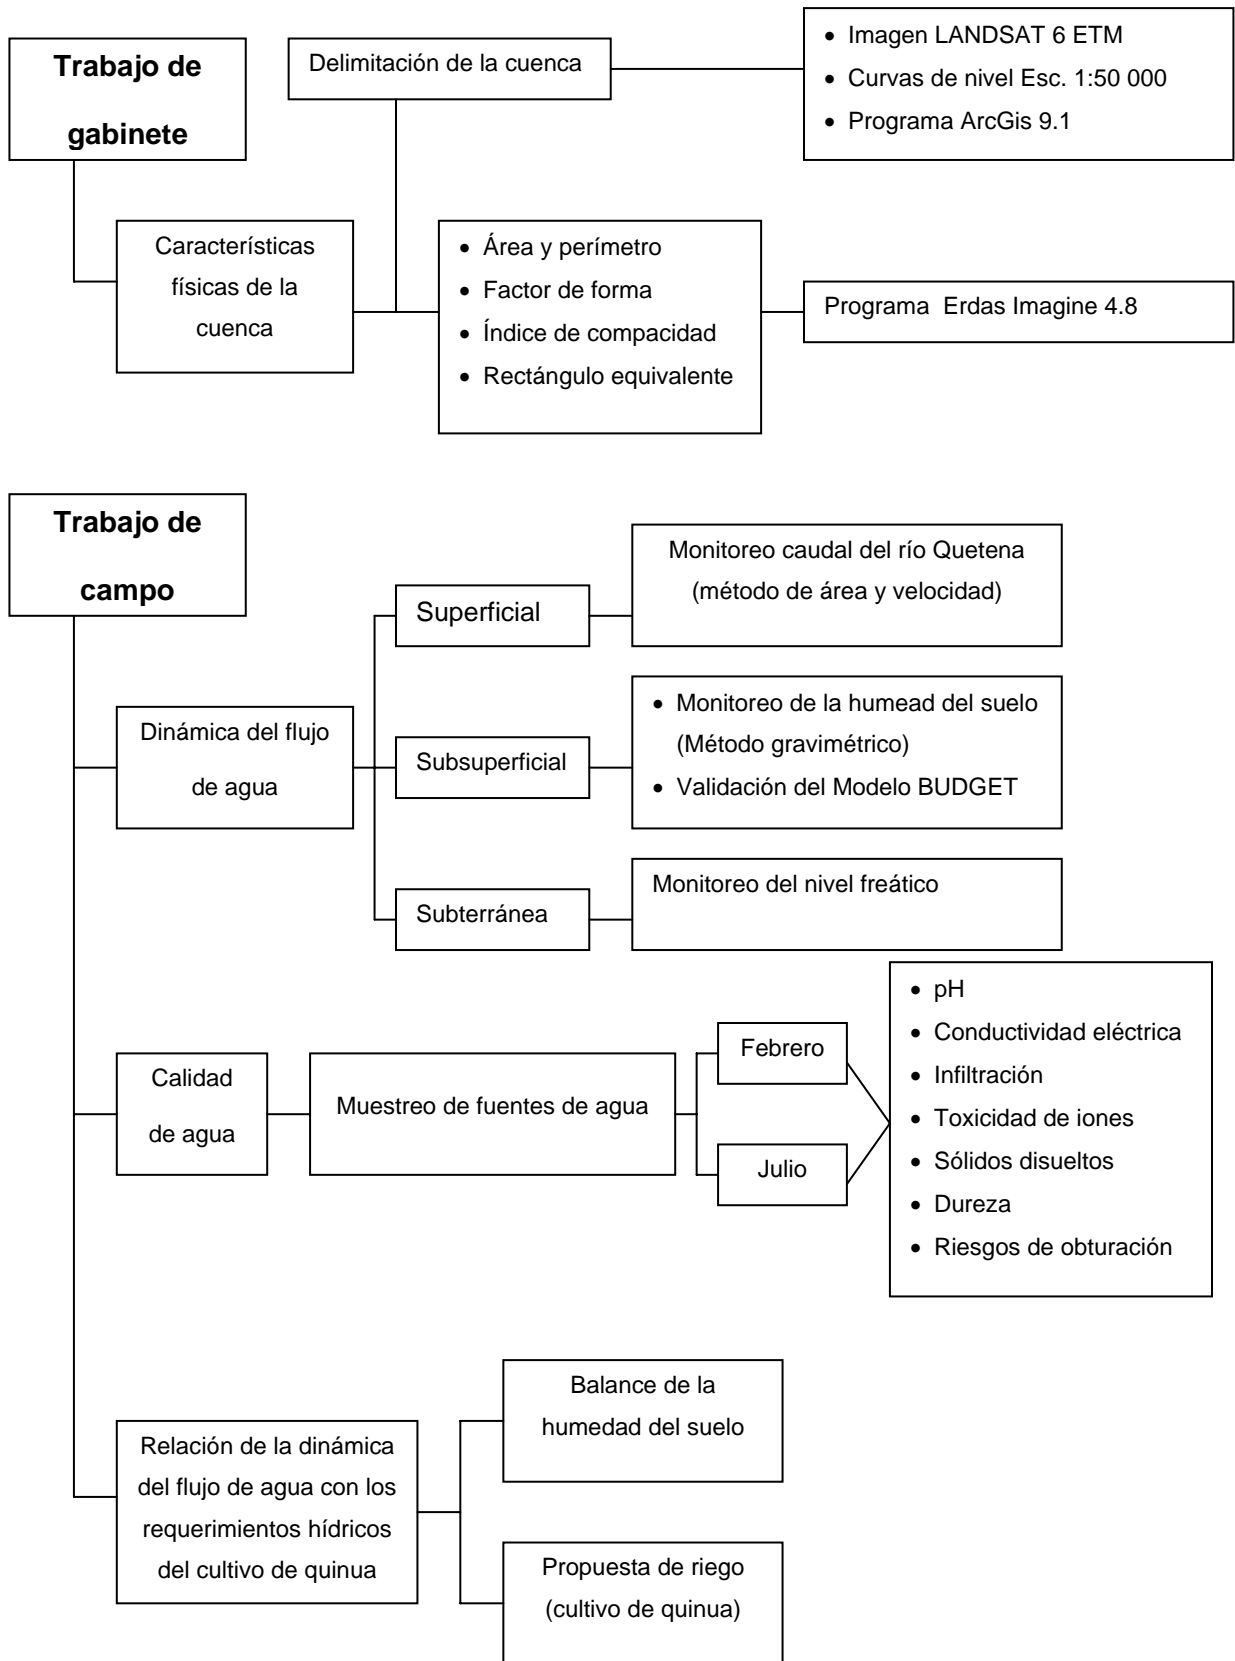 Trabajo de
gabinete
Delimitación de la cuenca
• Imagen LANDSAT 6 ETM
• Curvas de nivel Esc. 1:50 000
• Programa ArcGis 9.1
Características
físicas de la
cuenca
• Área y perímetro
• Factor de forma
• Índice de compacidad
• Rectángulo equivalente
Programa Erdas Imagine 4.8
Trabajo de
campo
Dinámica del flujo
de agua
Superficial
Monitoreo caudal del río Quetena
(método de área y velocidad)
Subsuperficial
• Monitoreo de la humead del suelo
(Método gravimétrico)
• Validación del Modelo BUDGET
Subterránea
Monitoreo del nivel freático
Calidad
de agua
Muestreo de fuentes de agua
Febrero
Julio
• pH
• Conductividad eléctrica
• Infiltración
• Toxicidad de iones
• Sólidos disueltos
• Dureza
• Riesgos de obturación
Relación de la dinámica
del flujo de agua con los
requerimientos hídricos
del cultivo de quinua
Balance de la
humedad del suelo
Propuesta de riego
(cultivo de quinua)